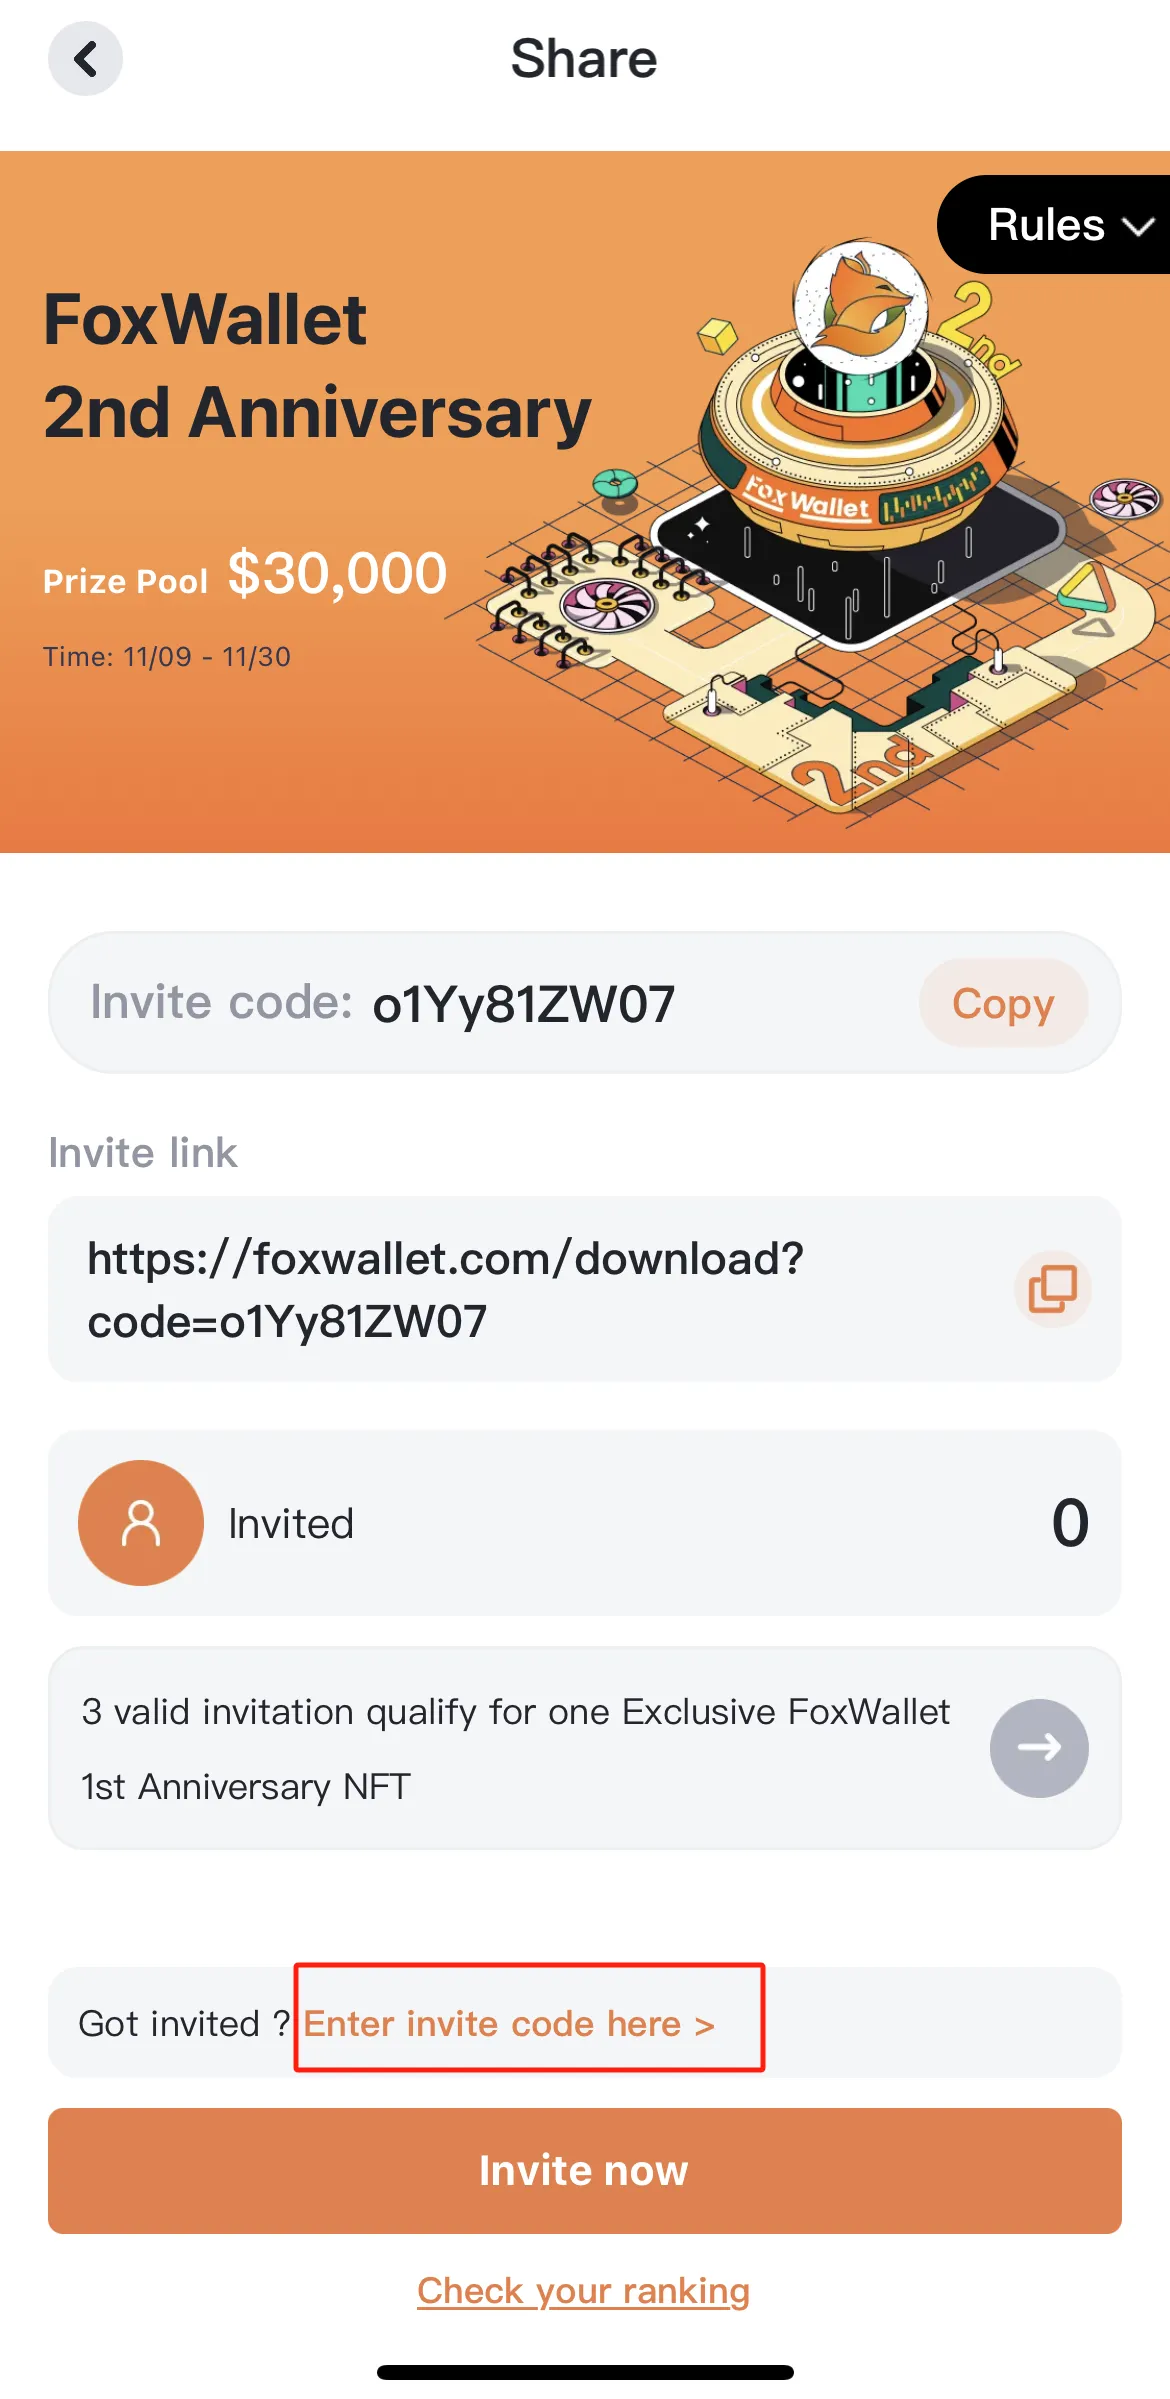 Share
Rules
FoxWallet
2nd Anniversary
Prize Pool $30,000
Time: 11/09 - 11/30
2nd
FoxWallet
2nd
Invite code: o1Yy81ZW07
Copy
Invite link
https://foxwallet.com/download?
code=o1Yy81ZW07
Invited
0
3 valid invitation qualify for one Exclusive FoxWallet
1st Anniversary NFT
Got invited ? Enter invite code here >
Invite now
Check your ranking